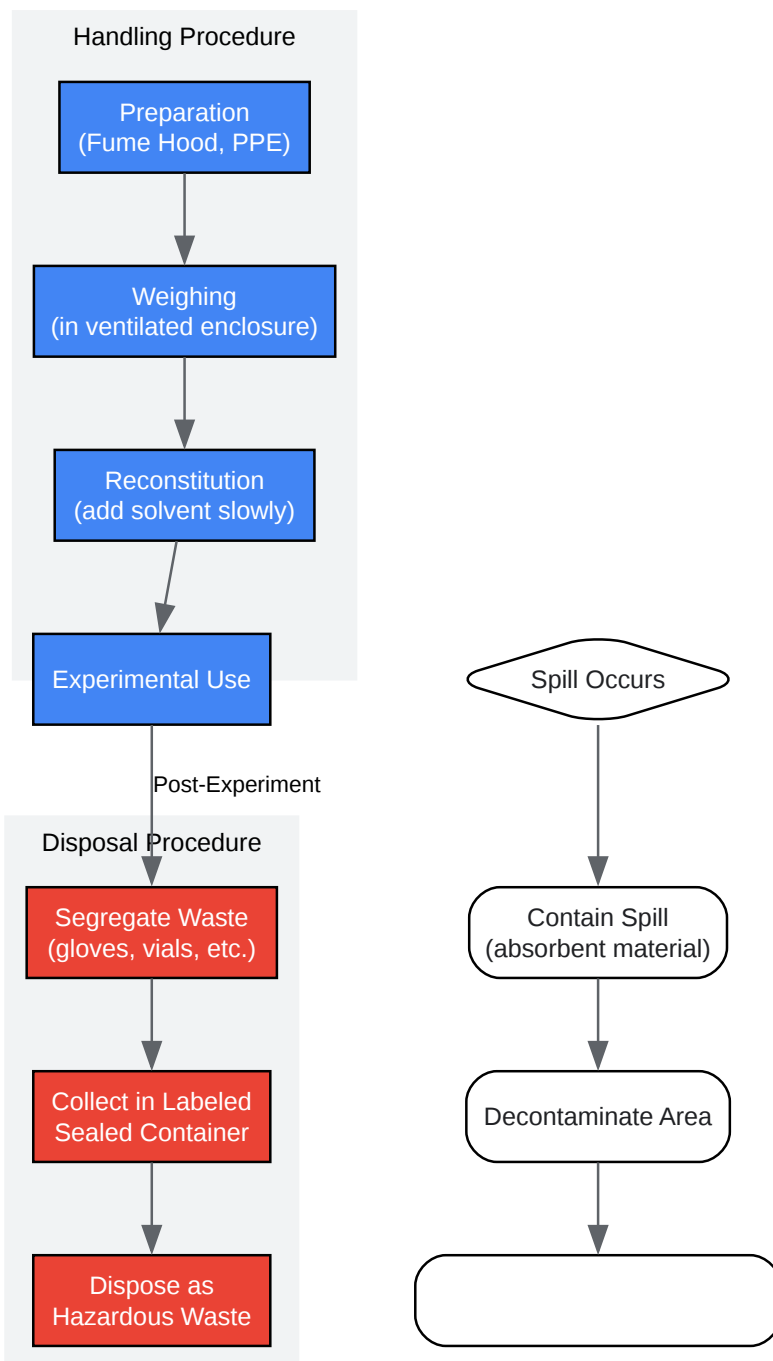 Handling Procedure
Preparation
(Fume Hood, PPE)
Weighing
(in ventilated enclosure)
Reconstitution
(add solvent slowly)
Experimental Use
Post-Experiment
Disposal Procedure
Segregate Waste
(gloves, vials, etc.)
Collect in Labeled
Sealed Container
Dispose as
Hazardous Waste
Spill Occurs
Contain Spill
(absorbent material)
Decontaminate Area